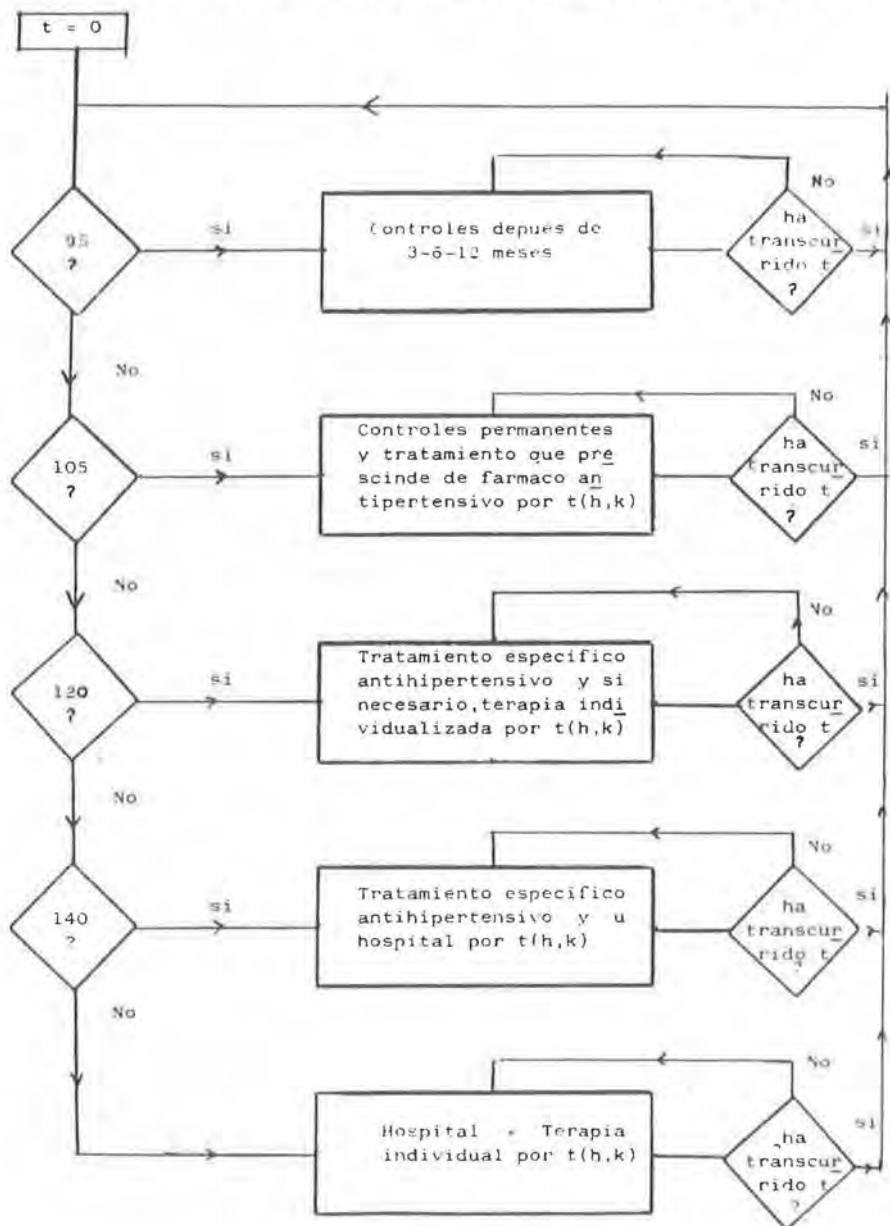 t = 0
95
?
si
Controles depués de
3-6-12 meses
No
ha
transcur
rido t
?
si
No
105
?
si
Controles permanentes
y tratamiento que pre
scinde de farmaco an
tipertensivo por t(h,k)
No
ha
transcur
rido t
?
si
No
120
?
si
Tratamiento especifico
antihipertensivo y si
necesario,terapia indi
vidualizada por t(h,k)
No
ha
transcur
rido t
?
si
No
140
?
si
Tratamiento especifico
antihipertensivo y u
hospital por t(h,k)
No
ha
transcur
rido t
?
si
No
Hospital + Terapia
individual por t(h,k)
No
ha
transcur
rido t
?
si